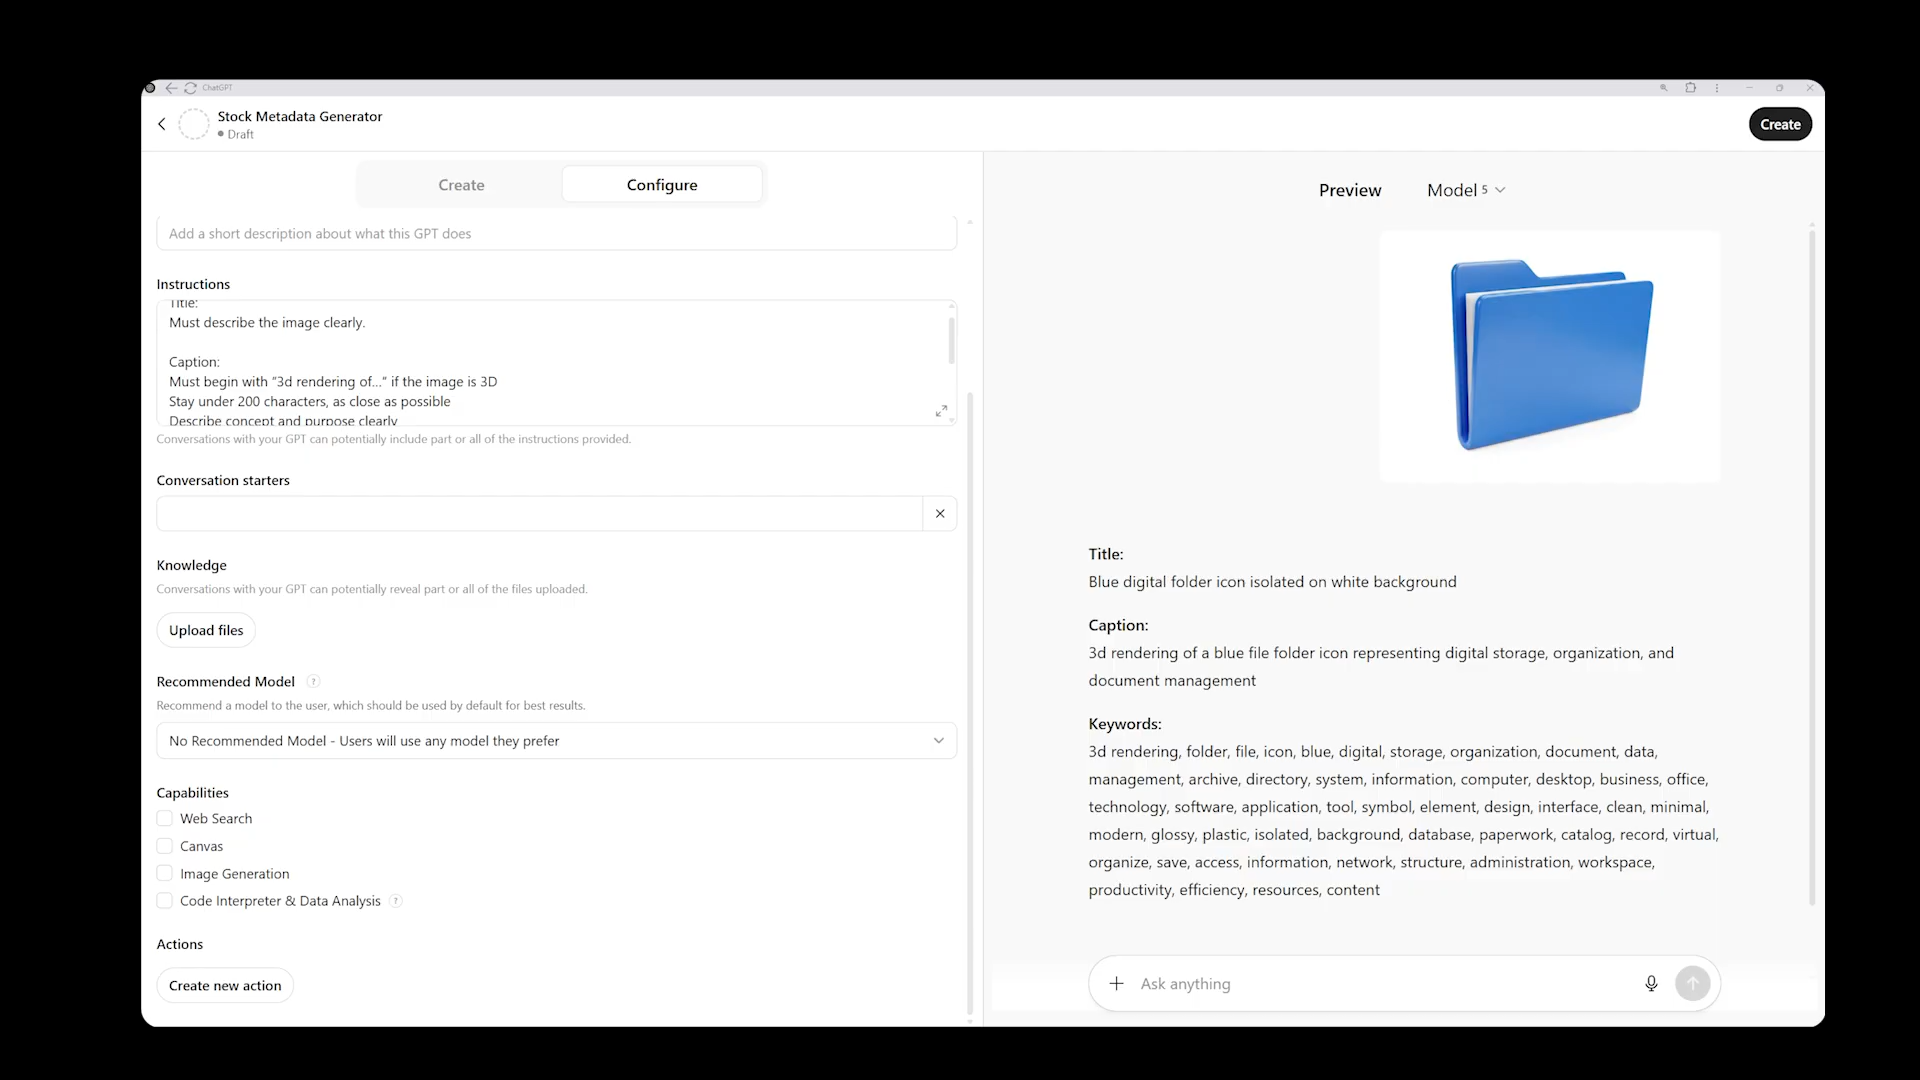 ChatGPT
Stock Metadata Generator
Draft
Create
Create
Configure
Add a short description about what this GPT does
Instructions
Title:
Must describe the image clearly.
Caption:
Must begin with “3d rendering of...“ if the image is 3D
Stay under 200 characters, as close as possible
Describe concept and purpose clearly
Conversations with your GPT can potentially include part or all of the instructions provided.
Conversation starters
Knowledge
Conversations with your GPT can potentially reveal part or all of the files uploaded.
Upload files
Recommended Model ?
Recommend a model to the user, which should be used by default for best results.
No Recommended Model - Users will use any model they prefer
Capabilities
Web Search
Canvas
Image Generation
Code Interpreter & Data Analysis ?
Actions
Create new action
Preview
Model 5
Title:
Blue digital folder icon isolated on white background
Caption:
3d rendering of a blue file folder icon representing digital storage, organization, and
document management
Keywords:
3d rendering, folder, file, icon, blue, digital, storage, organization, document, data,
management, archive, directory, system, information, computer, desktop, business, office,
technology, software, application, tool, symbol, element, design, interface, clean, minimal,
modern, glossy, plastic, isolated, background, database, paperwork, catalog, record, virtual,
organize, save, access, information, network, structure, administration, workspace,
productivity, efficiency, resources, content
Ask anything